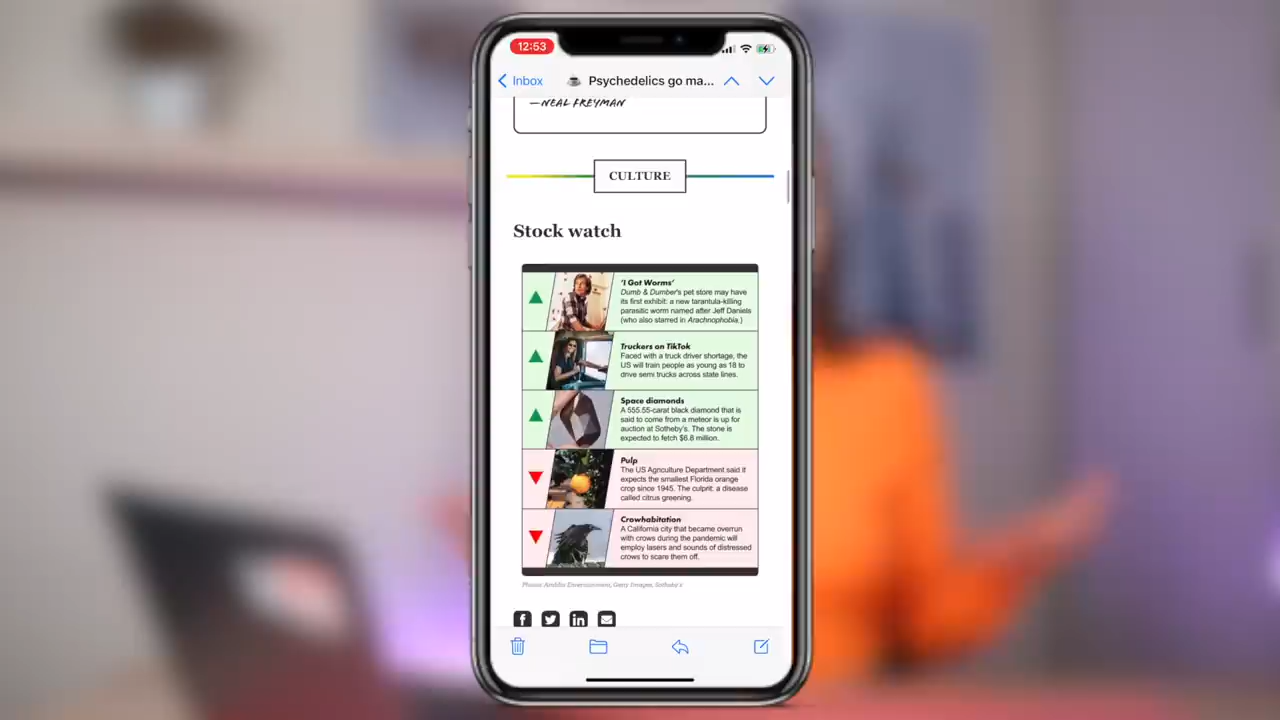 12:53
Inbox
Psychedelics go ma...
—NEAL FREYMAN
CULTURE
Stock watch
'I Got Worms'
Dumb & Dumber's pet store may have
its first exhibit: a new tarantula-killing
parasitic worm named after Jeff Daniels
(who also starred in Arachnophobia.)
Truckers on TikTok
Faced with a truck driver shortage, the
US will train people as young as 18 to
drive semi trucks across state lines.
Space diamonds
A 555.55-carat black diamond that is
said to come from a meteor is up for
auction at Sotheby's. The stone is
expected to fetch $6.8 million.
Pulp
The US Agriculture Department said it
expects the smallest Florida orange
crop since 1945. The culprit: a disease
called citrus greening.
Crowhabitation
A California city that became overrun
with crows during the pandemic will
employ lasers and sounds of distressed
crows to scare them off.
Photos: Amblin Entertainment, Getty Images, Sotheby's